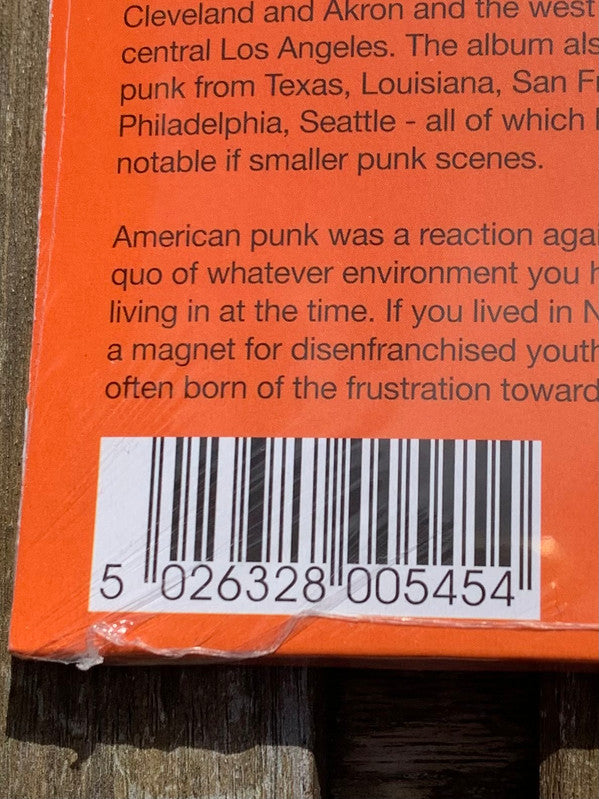 Cleveland and Akron and the west
central Los Angeles. The album als
punk from Texas, Louisiana, San F
Philadelphia, Seattle - all of which
notable if smaller punk scenes.
American punk was a reaction aga
quo of whatever environment you h
living in at the time. If you lived in N
a magnet for disenfranchised youth
often born of the frustration toward
5 026328 005454